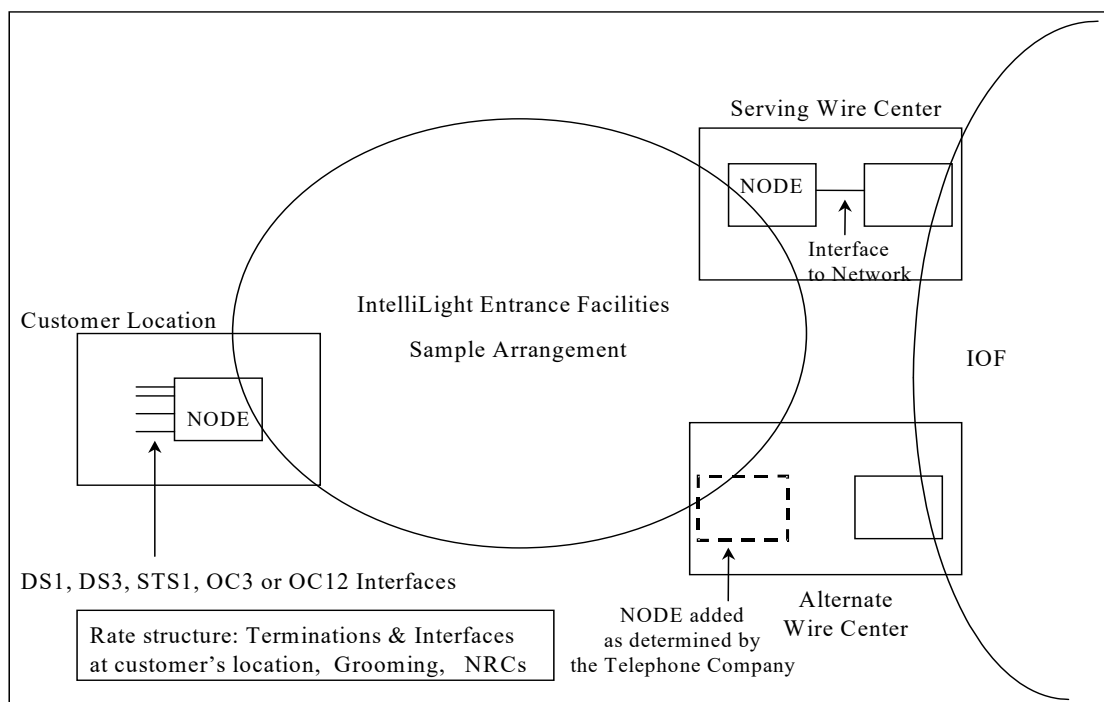 Serving Wire Center
NODE
Interface
to Network
IntelliLight Entrance Facilities
Sample Arrangement
Customer Location
IOF
NODE
DS1, DS3, STS1, OC3 or OC12 Interfaces
Rate structure: Terminations & Interfaces
at customer's location, Grooming, NRCs
NODE added
as determined by
the Telephone Company
Alternate
Wire Center